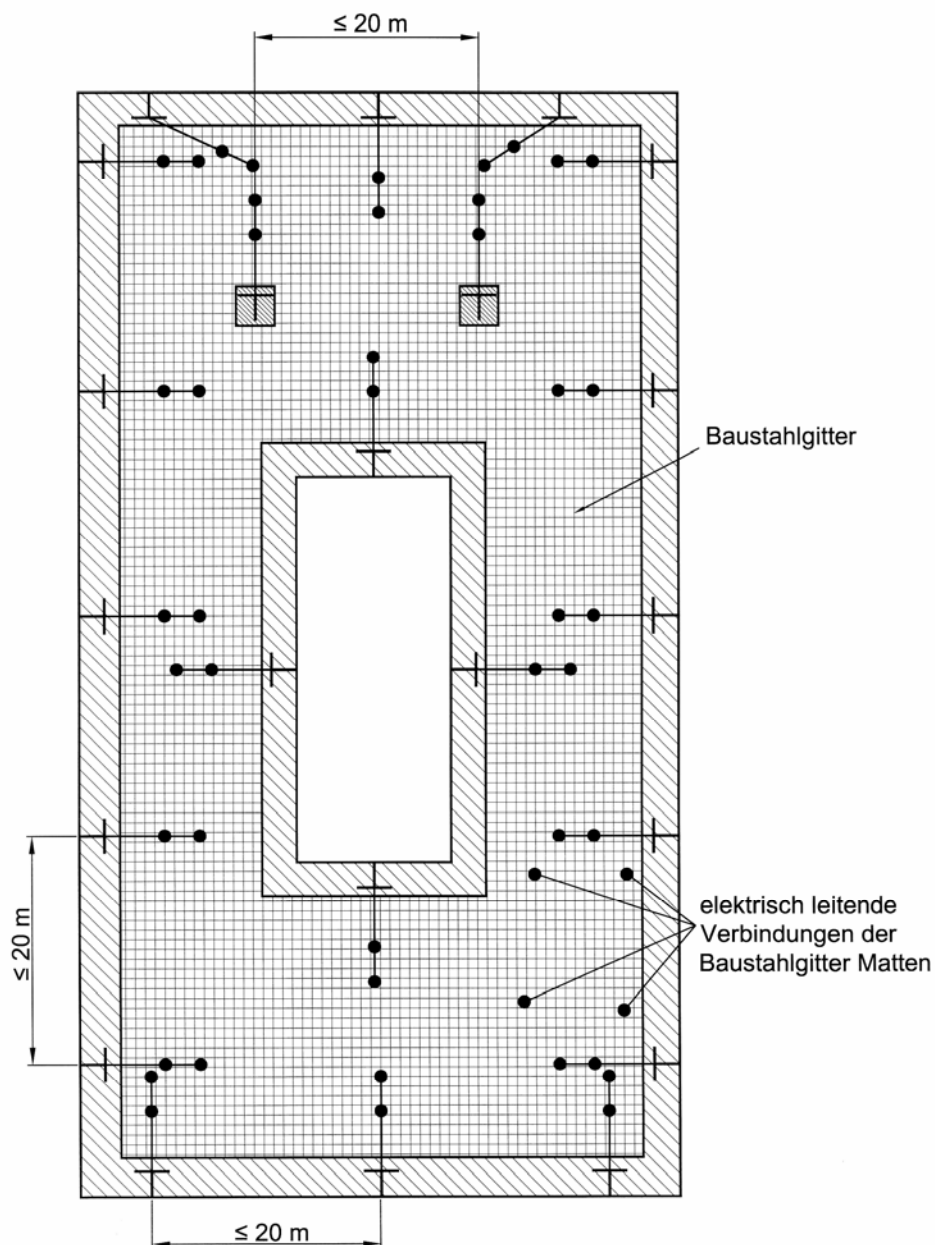 ≤ 20 m
Baustahlgitter
elektrisch leitende
Verbindungen der
Baustahlgitter Matten
≤ 20 m
≤ 20 m